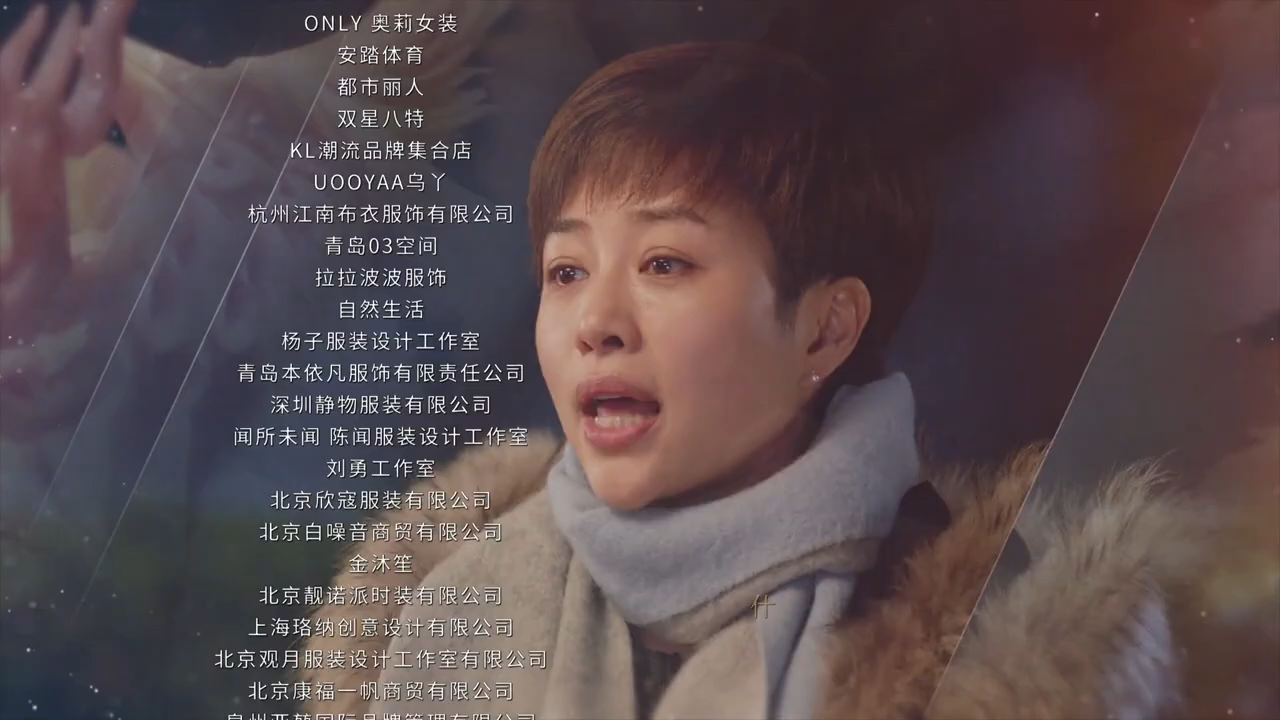 ONLY 奥莉女装
安踏体育
都市丽人
双星八特
KL潮流品牌集合店
UOOYAA乌丫
杭州江南布衣服饰有限公司
青岛03空间
拉拉波波服饰
自然生活
杨子服装设计工作室
青岛本依凡服饰有限责任公司
深圳静物服装有限公司
闻所未闻 陈闻服装设计工作室
刘勇工作室
北京欣寇服装有限公司
北京白噪音商贸有限公司
金沐笙
北京靓诺派时装有限公司
什
上海珞纳创意设计有限公司
北京观月服装设计工作室有限公司
北京康福一帆商贸有限公司